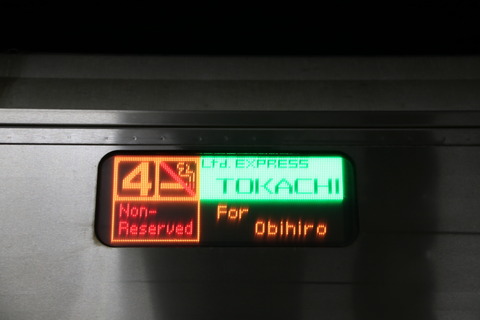 4
Ltd. EXPRESS
TOKACHI
Non-
Reserved
For
Obihiro